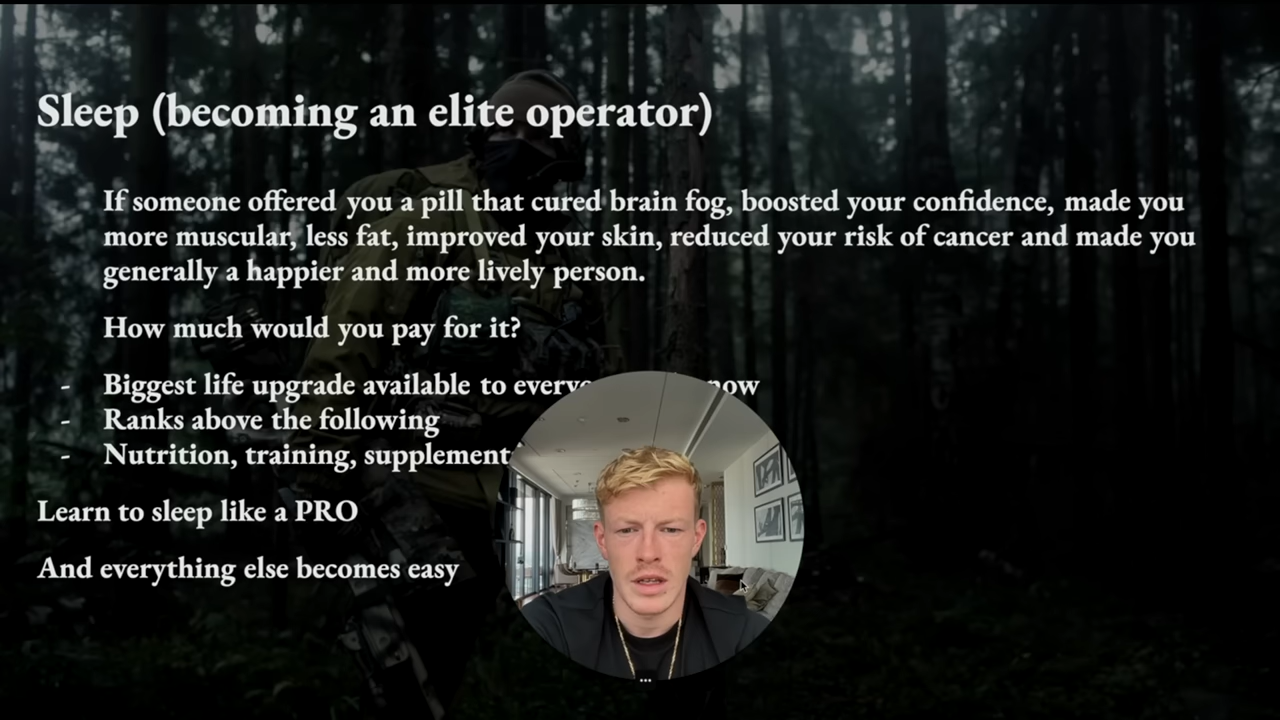 Sleep (becoming an elite operator)
If someone offered you a pill that cured brain fog, boosted your confidence, made you
more muscular, less fat, improved your skin, reduced your risk of cancer and made you
generally a happier and more lively person.
How much would you pay for it?
- Biggest life upgrade available to
- Ranks above the following
- Nutrition, training,
Learn to sleep like a PRO
And everything else becomes easy